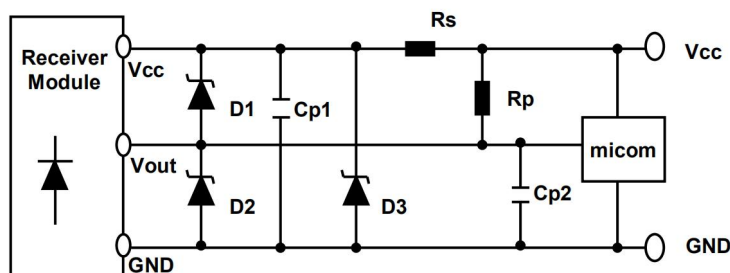 Receiver
Module
Vcc
Vout
GND
D1
D2
Cp1
D3
Rs
Rp
Cp2
micom
Vcc
GND